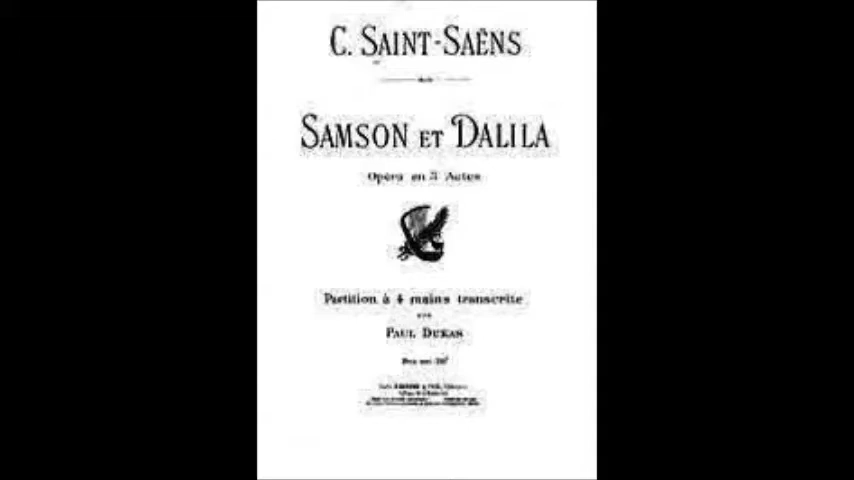 C. SAINT-SAËNS
SAMSON ET DALILA
Opéra en 3 Actes
Partition à 4 mains transcrite
PAR
PAUL DUKAS